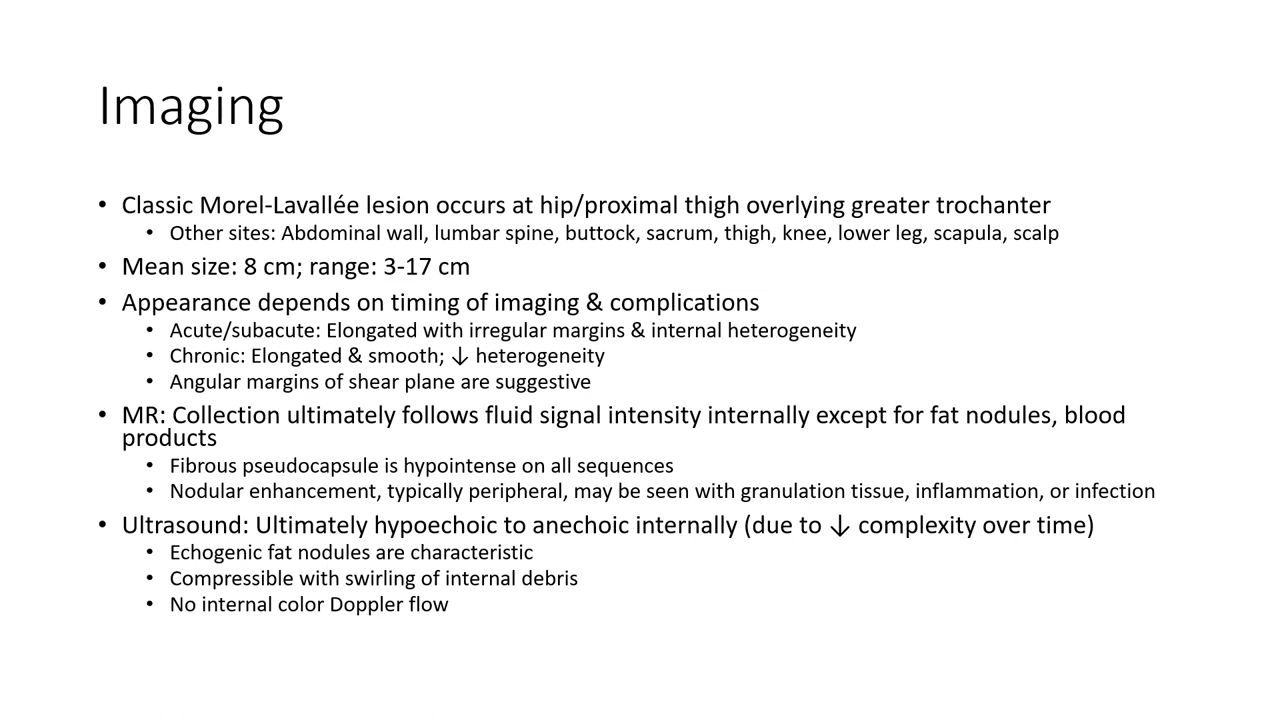 Imaging
• Classic Morel-Lavallée lesion occurs at hip/proximal thigh overlying greater trochanter
• Other sites: Abdominal wall, lumbar spine, buttock, sacrum, thigh, knee, lower leg, scapula, scalp
• Mean size: 8 cm; range: 3-17 cm
• Appearance depends on timing of imaging & complications
• Acute/subacute: Elongated with irregular margins & internal heterogeneity
• Chronic: Elongated & smooth; ↓ heterogeneity
• Angular margins of shear plane are suggestive
• MR: Collection ultimately follows fluid signal intensity internally except for fat nodules, blood
products
• Fibrous pseudocapsule is hypointense on all sequences
• Nodular enhancement, typically peripheral, may be seen with granulation tissue, inflammation, or infection
• Ultrasound: Ultimately hypoechoic to anechoic internally (due to ↓ complexity over time)
• Echogenic fat nodules are characteristic
• Compressible with swirling of internal debris
• No internal color Doppler flow